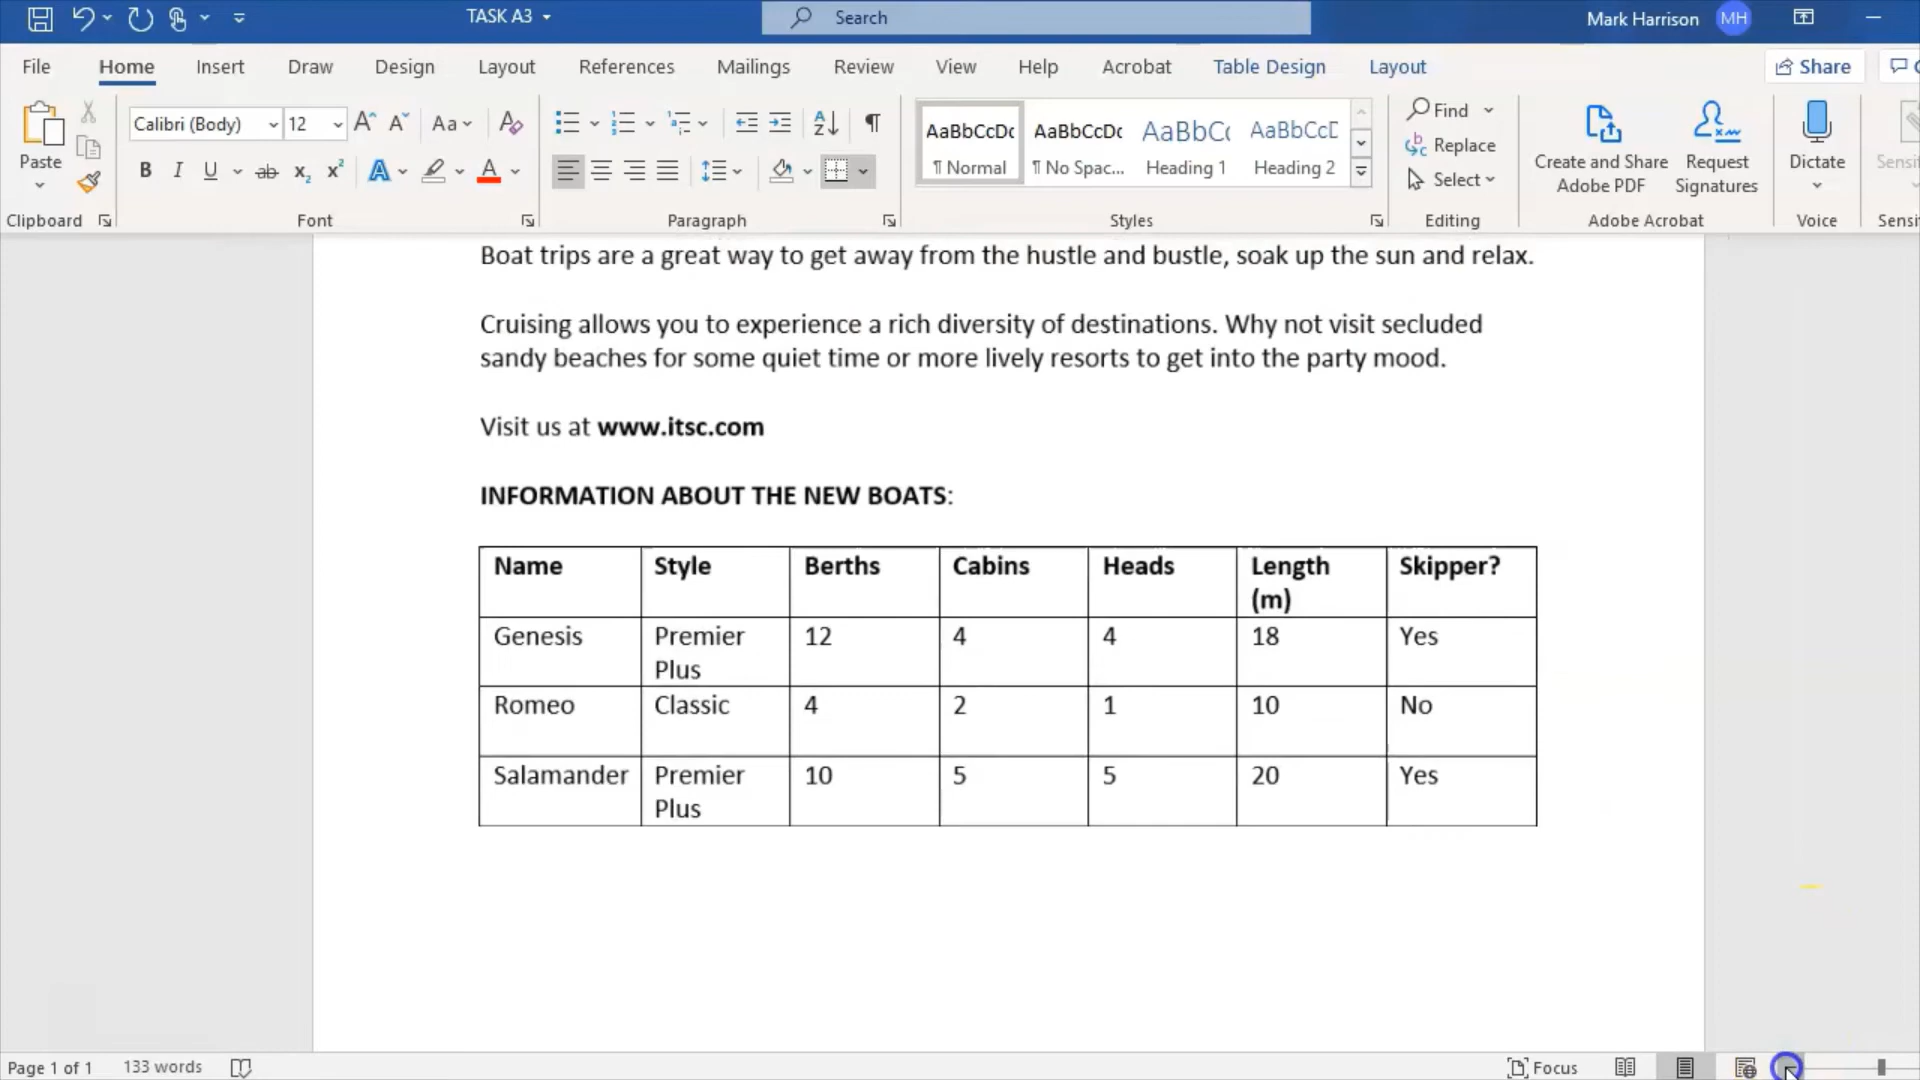 TASK A3
Search
Mark Harrison
MH
File Home Insert Draw Design Layout References Mailings Review View Help Acrobat Table Design Layout
Share
Paste
Calibri (Body) 12
Aa
B I U ab x₂ x² A A
Find
Replace
Select
AaBbCcDc AaBbCcDc AaBbC AaBbCcD
¶ Normal ¶ No Spac... Heading 1 Heading 2
Create and Share
Adobe PDF
Request
Signatures
Dictate
Clipboard Font Paragraph Styles Editing Adobe Acrobat Voice
Boat trips are a great way to get away from the hustle and bustle, soak up the sun and relax.
Cruising allows you to experience a rich diversity of destinations. Why not visit secluded
sandy beaches for some quiet time or more lively resorts to get into the party mood.
Visit us at www.itsc.com
INFORMATION ABOUT THE NEW BOATS:
Name Style Berths Cabins Heads Length (m) Skipper?
Genesis Premier Plus 12 4 4 18 Yes
Romeo Classic 4 2 1 10 No
Salamander Premier Plus 10 5 5 20 Yes
Page 1 of 1 133 words
Focus